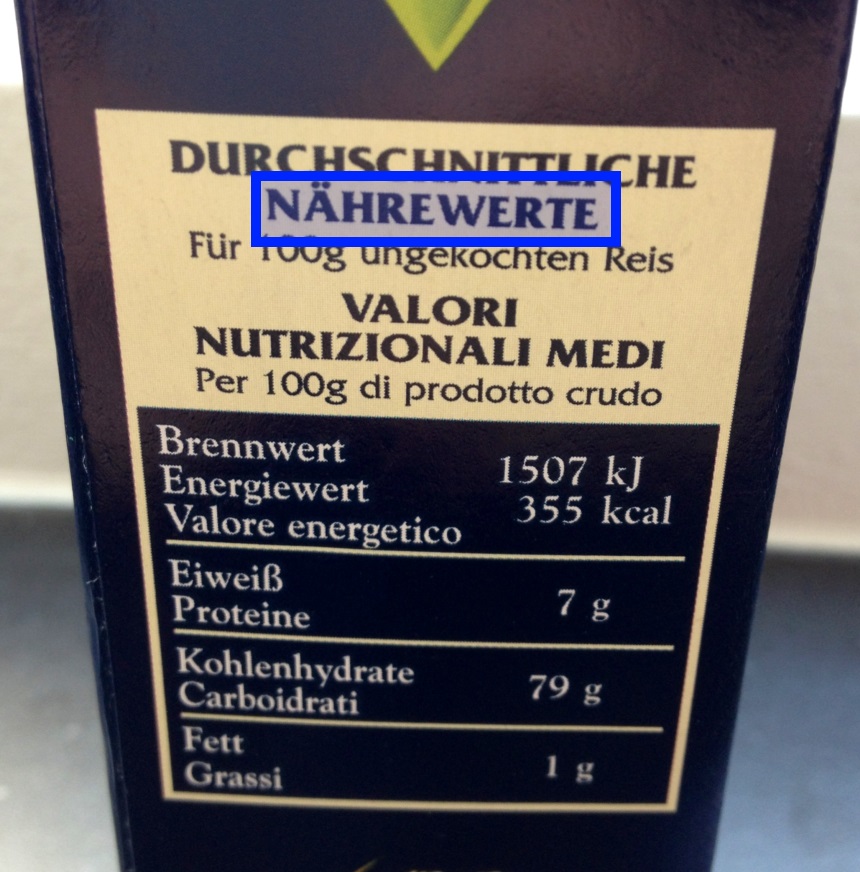 DURCHSCHNITTLICHE
NÄHREWERTE
Für 100g ungekochten Reis
VALORI
NUTRIZIONALI MEDI
Per 100g di prodotto crudo
Brennwert
Energiewert
Valore energetico
1507 kJ
355 kcal
Eiweiß
Proteine
7 g
Kohlenhydrate
Carboidrati
79 g
Fett
Grassi
1 g